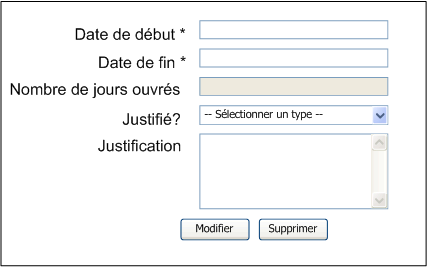 Date de début *
Date de fin *
Nombre de jours ouvrés
Justifié? -- Sélectionner un type --
Justification
Modifier Supprimer